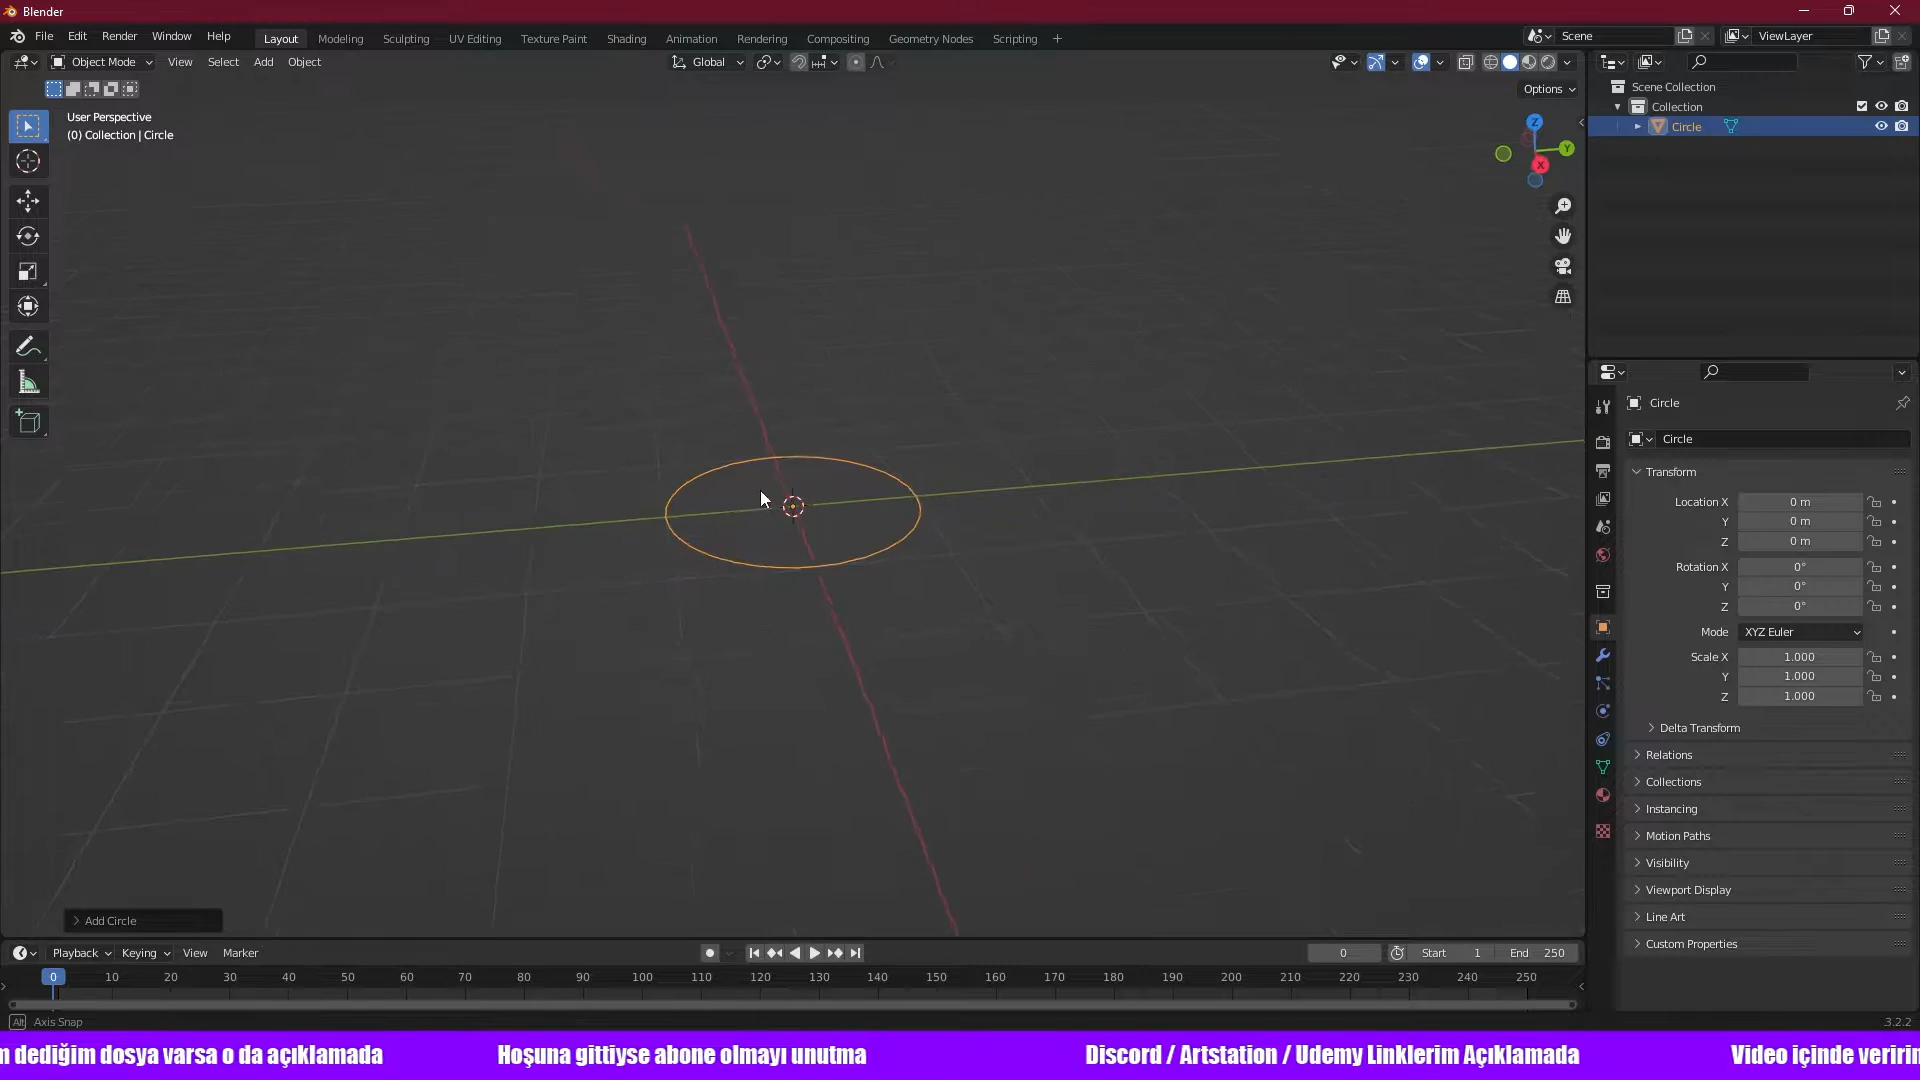 Blender
File Edit Render Window Help Layout Modeling Sculpting UV Editing Texture Paint Shading Animation Rendering Compositing Geometry Nodes Scripting + Scene ViewLayer
Object Mode View Select Add Object Global
Options
User Perspective
(0) Collection | Circle
Z
Y
X
Scene Collection
Collection
Circle
Circle
Circle
Transform
Location X 0 m
Y 0 m
Z 0 m
Rotation X 0°
Y 0°
Z 0°
Mode XYZ Euler
Scale X 1.000
Y 1.000
Z 1.000
Delta Transform
Relations
Collections
Instancing
Motion Paths
Visibility
Viewport Display
Line Art
Custom Properties
Add Circle
Playback Keying View Marker 0 Start 1 End 250
0 10 20 30 40 50 60 70 80 90 100 110 120 130 140 150 160 170 180 190 200 210 220 230 240 250
Alt Axis Snap
3.2.2
m dediğim dosya varsa o da açıklamada Hoşuna gittiyse abone olmayı unutma Discord / Artstation / Udemy Linklerim Açıklamada Video içinde veririn